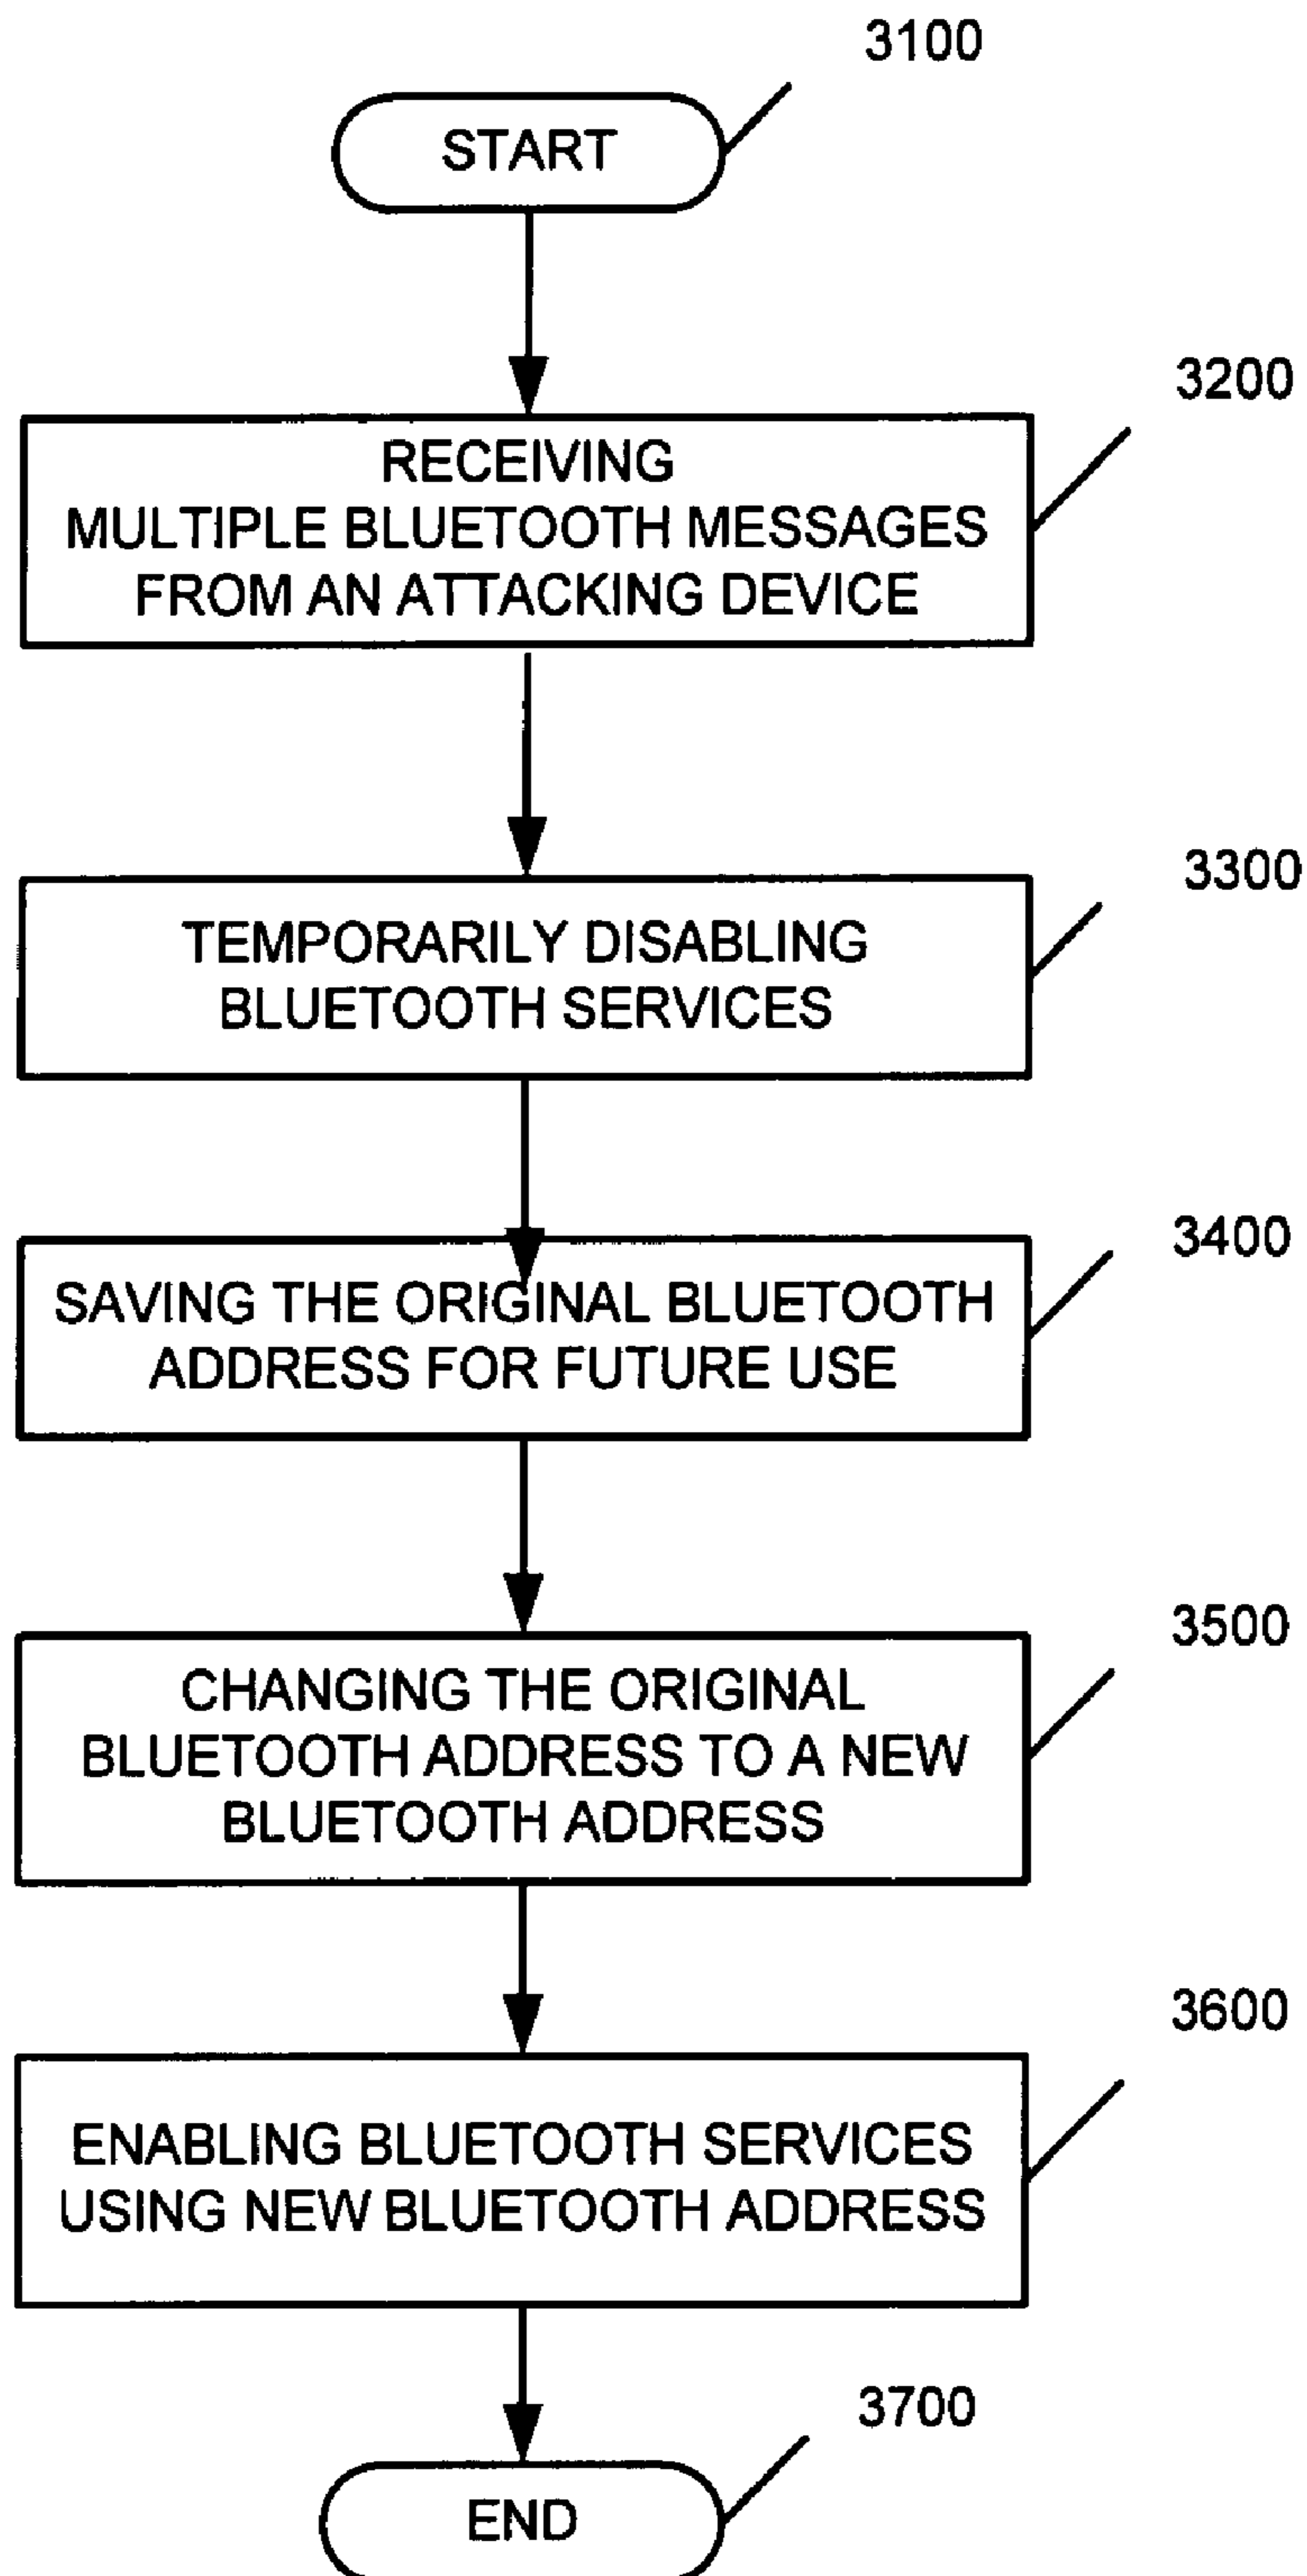 3100
START
3200
RECEIVING
MULTIPLE BLUETOOTH MESSAGES
FROM AN ATTACKING DEVICE
3300
TEMPORARILY DISABLING
BLUETOOTH SERVICES
3400
SAVING THE ORIGINAL BLUETOOTH
ADDRESS FOR FUTURE USE
3500
CHANGING THE ORIGINAL
BLUETOOTH ADDRESS TO A NEW
BLUETOOTH ADDRESS
3600
ENABLING BLUETOOTH SERVICES
USING NEW BLUETOOTH ADDRESS
3700
END